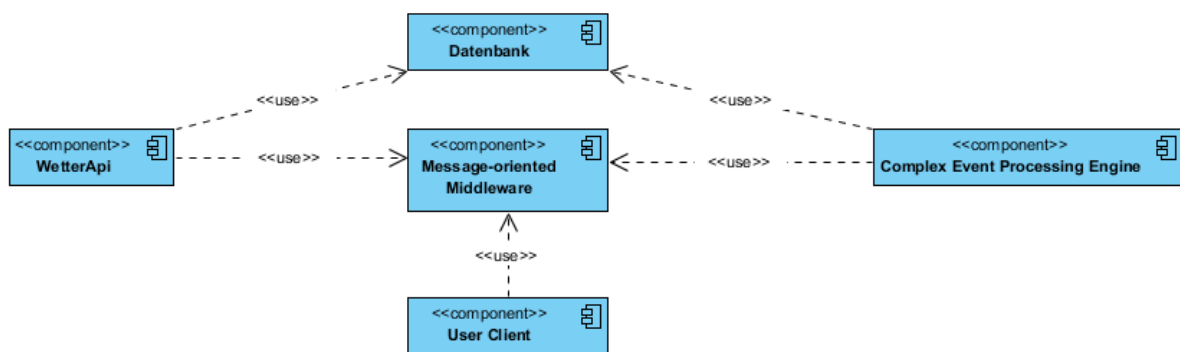 <<component>>
Datenbank
<<use>>
<<use>>
<<component>>
WetterApi
<<use>>
<<component>>
Message-oriented
Middleware
<<use>>
<<component>>
Complex Event Processing Engine
<<use>>
<<component>>
User Client